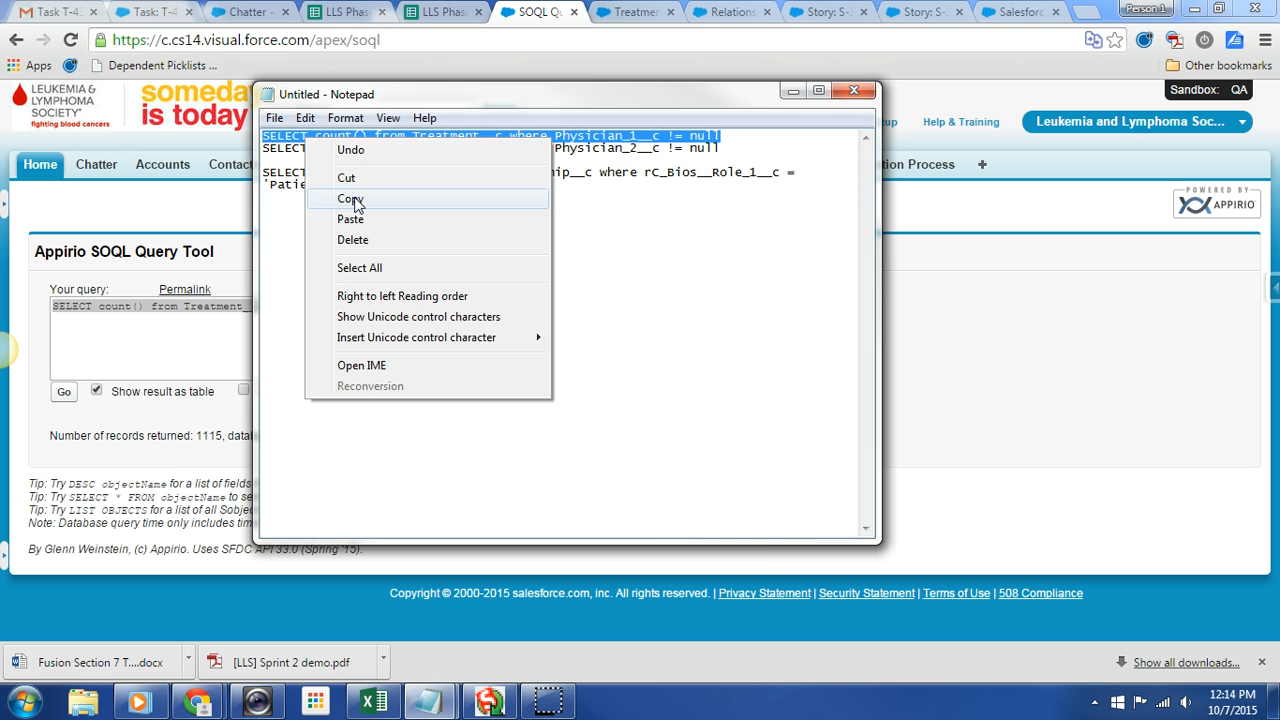 Task T-4
Task: T-4
Chatter -
LLS Phas
LLS Phas
SOQL Qu
Treatmen
Relations
Story: S-
Story: S-
Salesforc
Person 1
https://c.cs14.visual.force.com/apex/soql
Apps
Dependent Picklists ...
Other bookmarks
LEUKEMIA &
LYMPHOMA
SOCIETY®
fighting blood cancers
someday
is today
Sandbox: QA
Help & Training
Leukemia and Lymphoma Soc...
Home
Chatter
Accounts
POWERED BY
APPIRIO
Untitled - Notepad
File
Edit
Format
View
Help
SELECT count() from Treatment__c where Physician_1__c != null
SELECT
Physician_2__c != null
SELECT
ip__c where rC_Bios__Role_1__c =
Undo
Cut
Copy
Paste
Delete
Select All
Right to left Reading order
Show Unicode control characters
Insert Unicode control character
Open IME
Reconversion
Appirio SOQL Query Tool
Your query:
Permalink
SELECT count() from Treatment_
Go
Show result as table
Number of records returned: 1115, data
Tip: Try DESC objectName for a list of fields
Tip: Try SELECT * FROM objectName to se
Tip: Try LIST OBJECTS for a list of all Sobje
Note: Database query time only includes tim
By Glenn Weinstein, (c) Appirio. Uses SFDC API 33.0 (Spring '15).
Copyright © 2000-2015 salesforce.com, inc. All rights reserved. | Privacy Statement | Security Statement | Terms of Use | 508 Compliance
Fusion Section 7 T....docx
[LLS] Sprint 2 demo.pdf
Show all downloads...
12:14 PM
10/7/2015